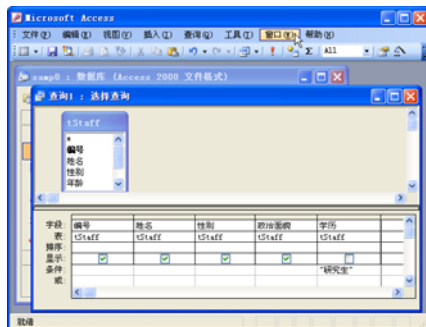 Microsoft Access
文件(F) 编辑(E) 视图(V) 插入(I) 查询(Q) 工具(T) 窗口(W) 帮助(H)
All
samp0 : 数据库 (Access 2000 文件格式)
查询1 : 选择查询
tStaff
*
编号
姓名
性别
年龄
字段: 编号 姓名 性别 政治面貌 学历
表: tStaff tStaff tStaff tStaff tStaff
排序:
显示:
条件: "研究生"
或:
就绪